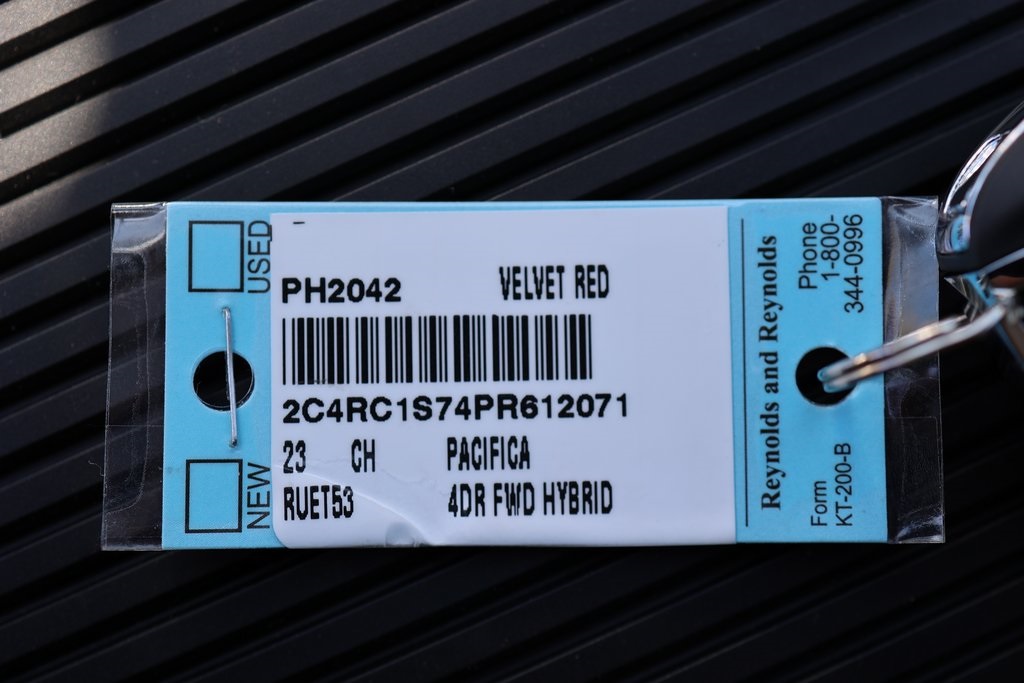 USED
NEW
PH2042 VELVET RED
2C4RC1S74PR612071
23 CH PACIFICA
RUET53 4DR FWD HYBRID
Reynolds and Reynolds
Phone
1-800-
344-0996
Form
KT-200-B